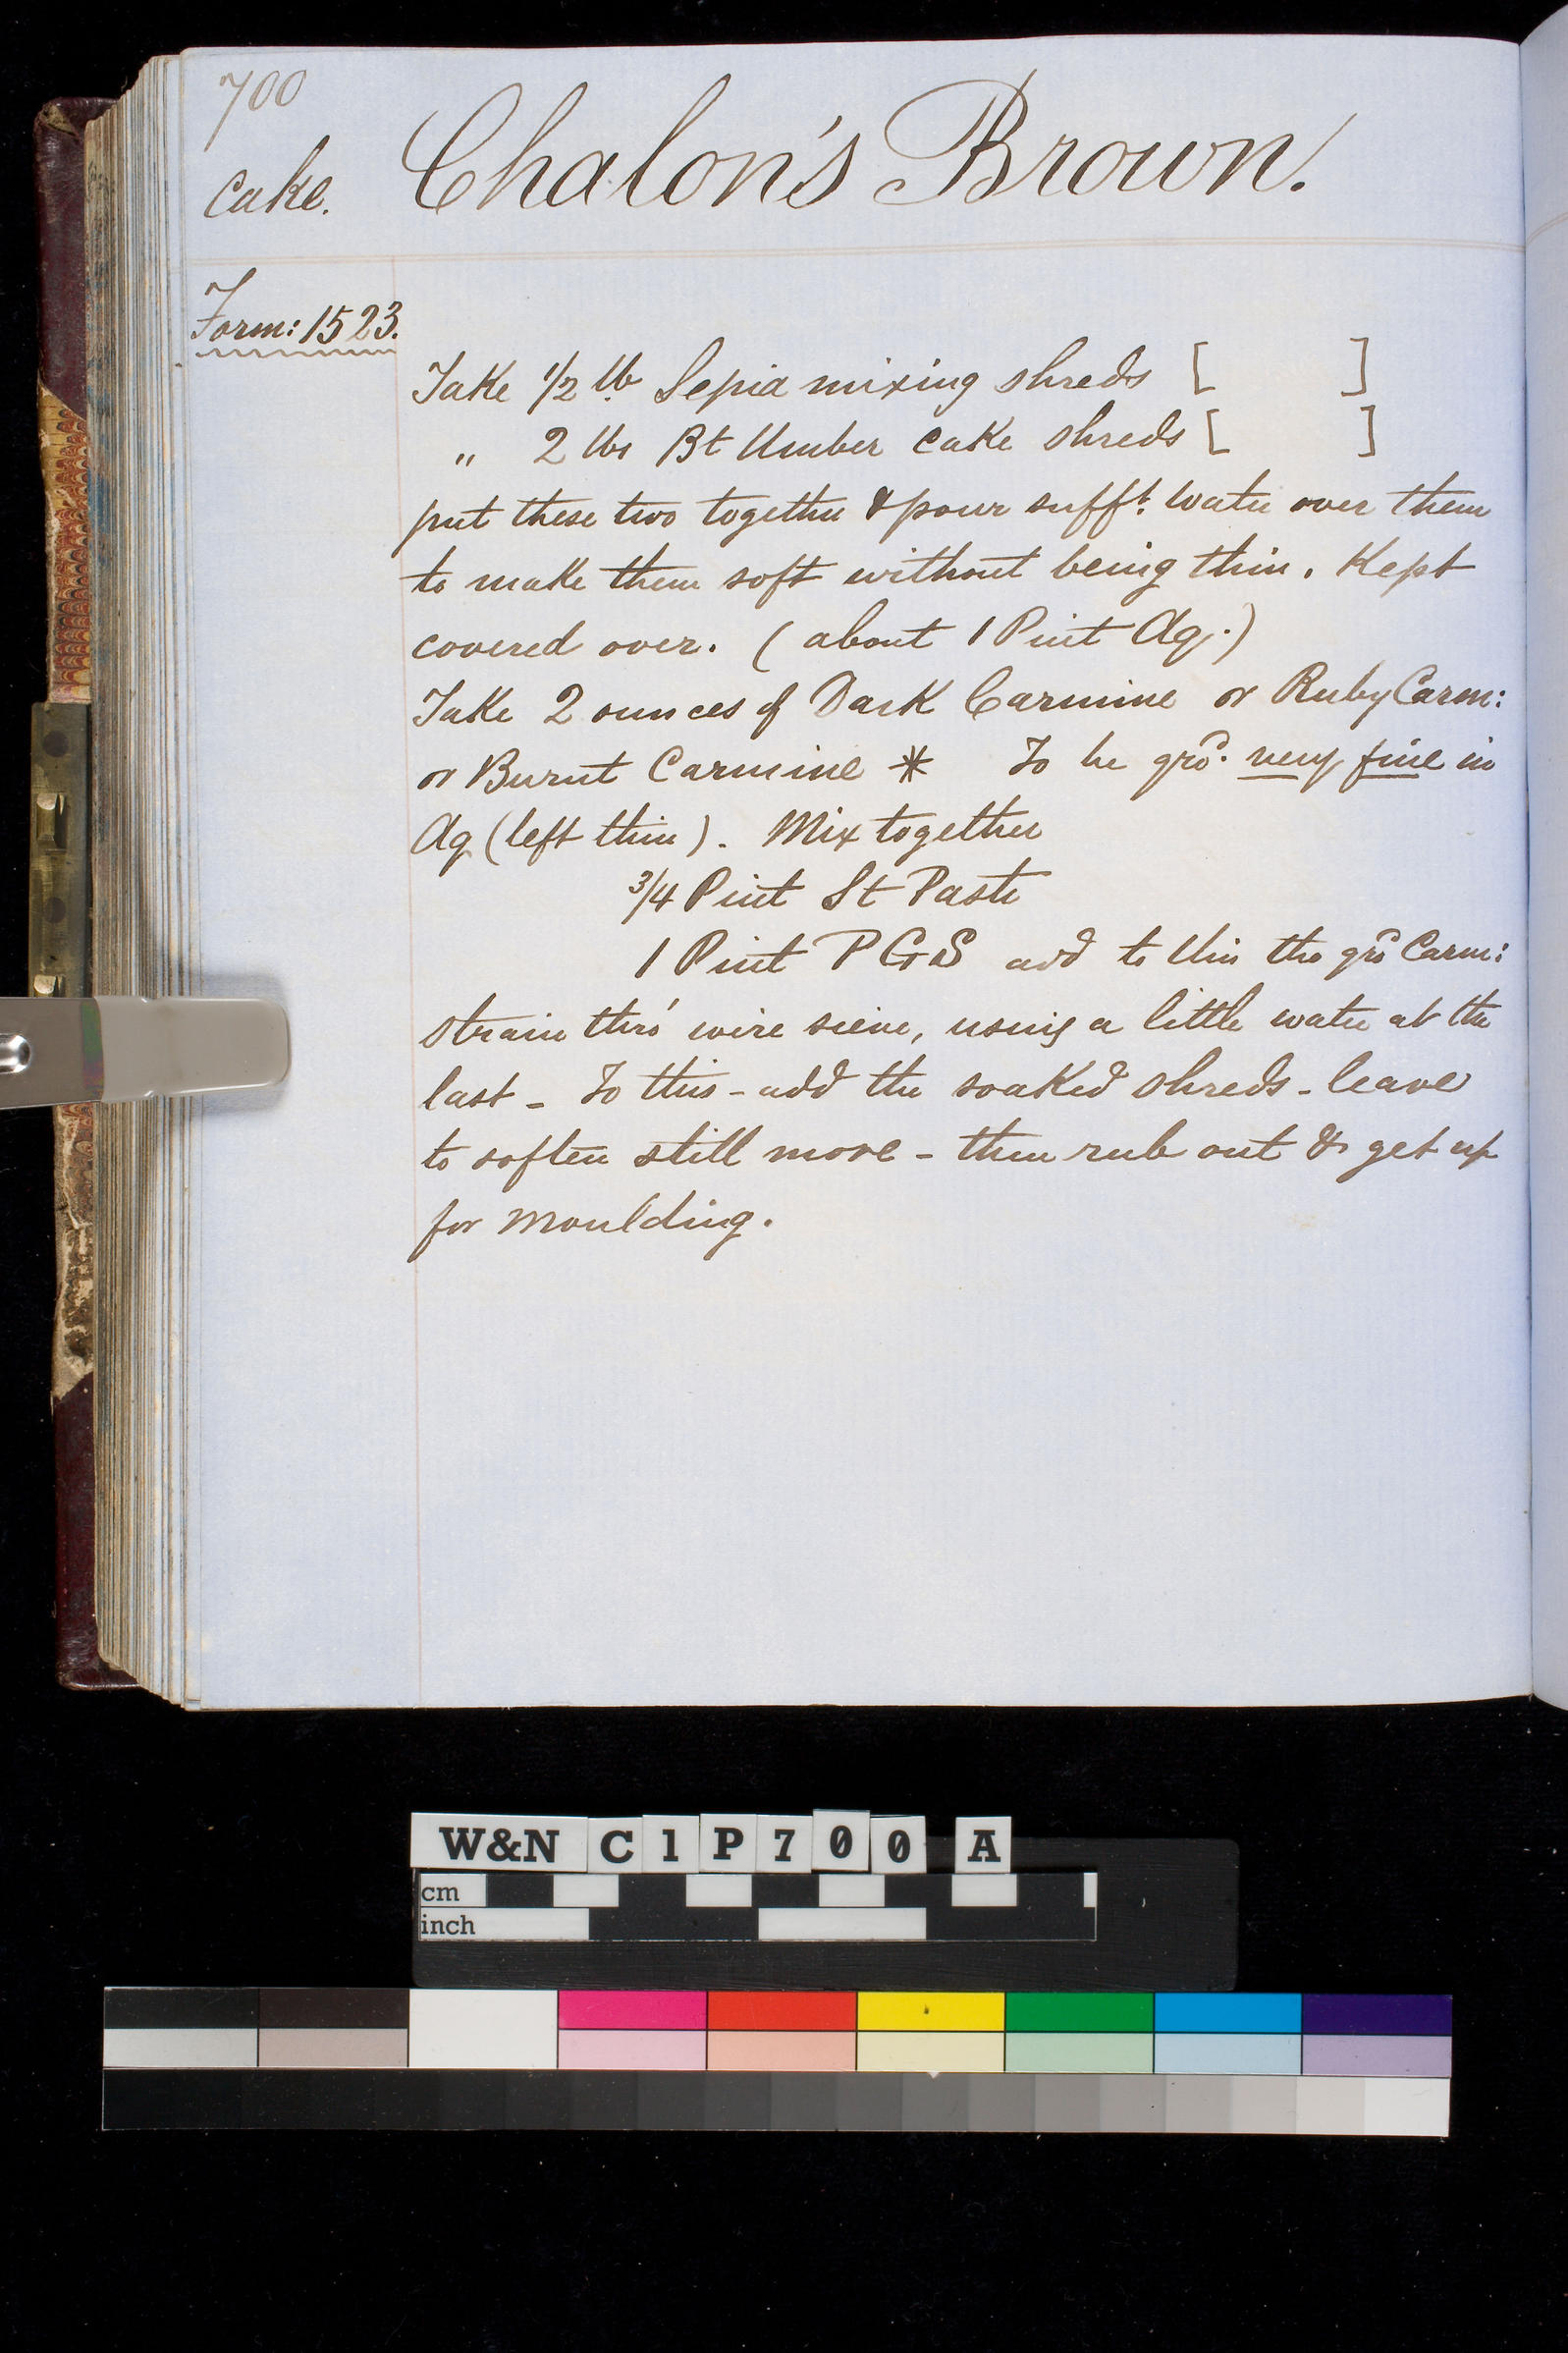 700
Cake. Chalon's Brown.
Form: 1523.
Take 1/2 lb Sepia mixing shreds [ ]
" 2 lbs Bt Umber Cake shreds [ ]
put these two together & pour sufft. water over them
to make them soft without being thin. Kept
covered over. (about 1 Pint Aq.)
Take 2 ounces of Dark Carmine or Ruby Carm:
or Burnt Carmine * To be grd. very fine in
Aq (left thin). Mix together
3/4 Pint St Paste
1 Pint P G S add to this the grd Carm:
strain thro' wire sieve, using a little water at the
last - To this - add the soaked shreds - leave
to soften still more - then rub out & get up
for moulding.
W&N C1P700 A
cm
inch